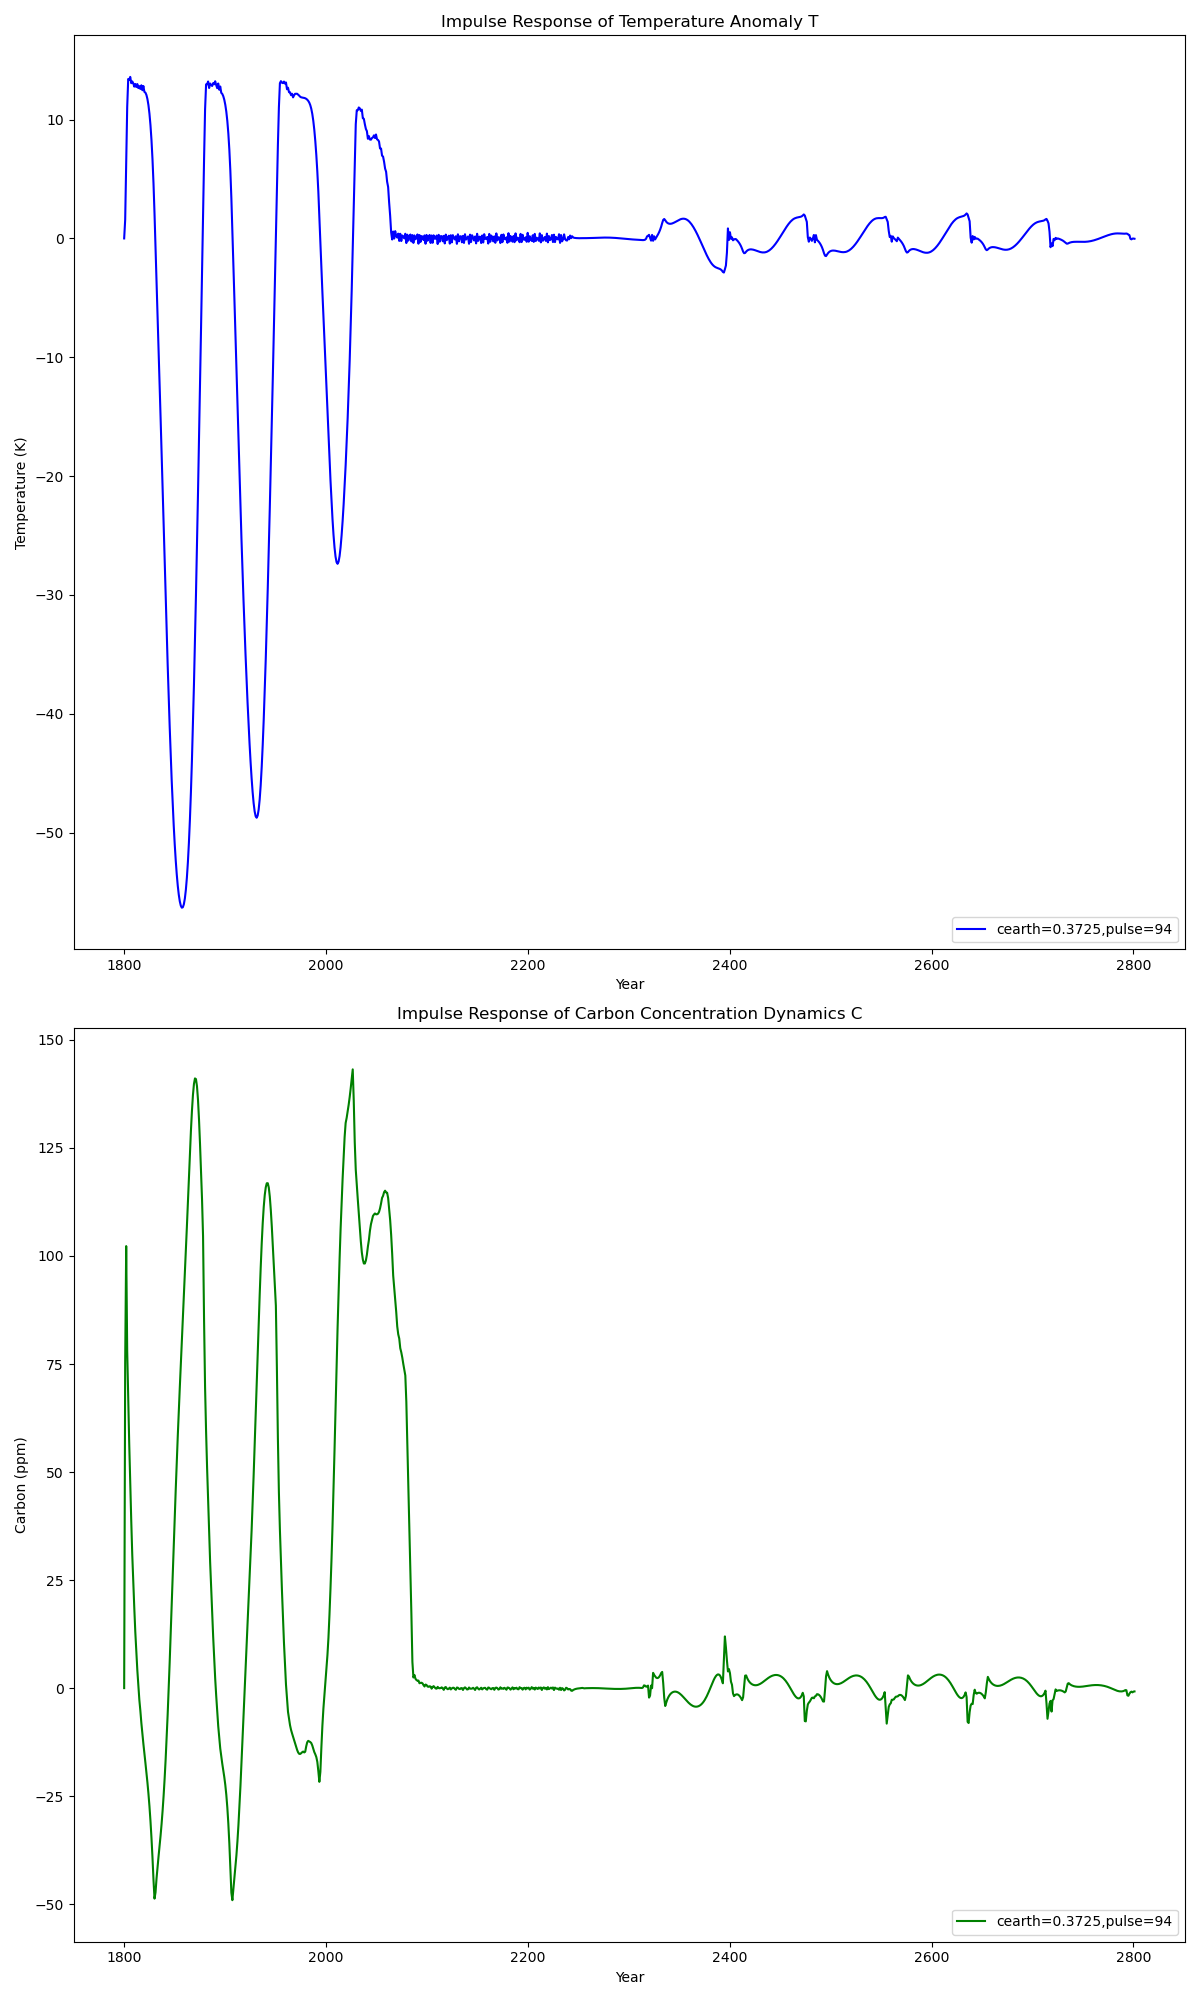 Impulse Response of Temperature Anomaly T
10
0
−10
−20
−30
−40
−50
Temperature (K)
cearth=0.3725,pulse=94
1800 2000 2200 2400 2600 2800
Year
Impulse Response of Carbon Concentration Dynamics C
150
125
100
75
50
25
0
−25
−50
Carbon (ppm)
cearth=0.3725,pulse=94
1800 2000 2200 2400 2600 2800
Year